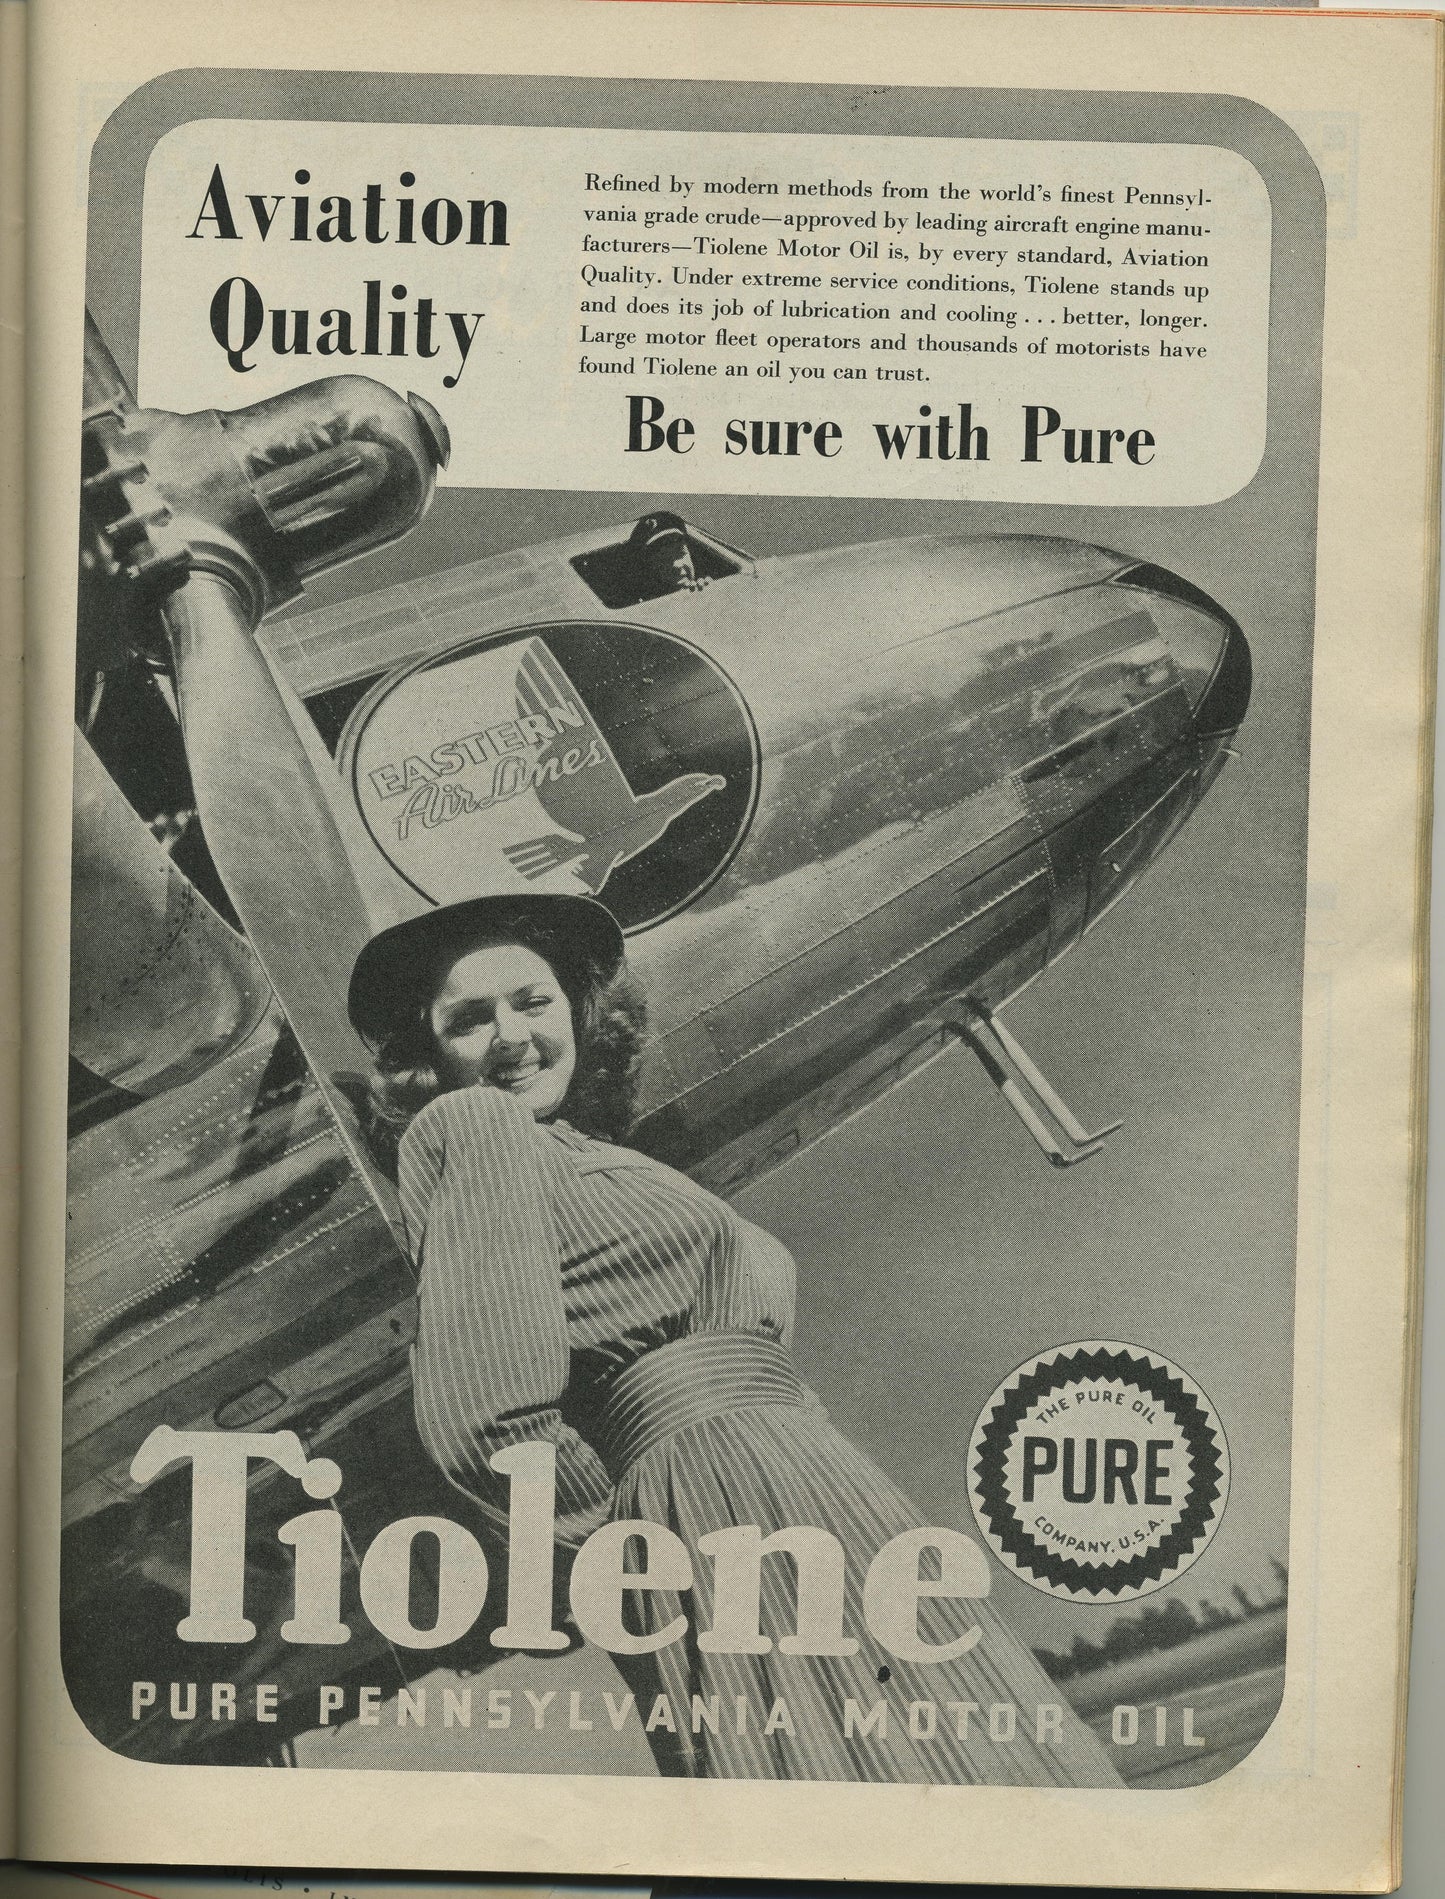 Aviation
Quality
Refined by modern methods from the world's finest Pennsyl-
vania grade crude—approved by leading aircraft engine manu-
facturers—Tiolene Motor Oil is, by every standard, Aviation
Quality. Under extreme service conditions, Tiolene stands up
and does its job of lubrication and cooling . . . better, longer.
Large motor fleet operators and thousands of motorists have
found Tiolene an oil you can trust.
Be sure with Pure
EASTERN
Air Lines
THE PURE OIL
PURE
COMPANY, U.S.A.
Tiolene
PURE PENNSYLVANIA MOTOR OIL